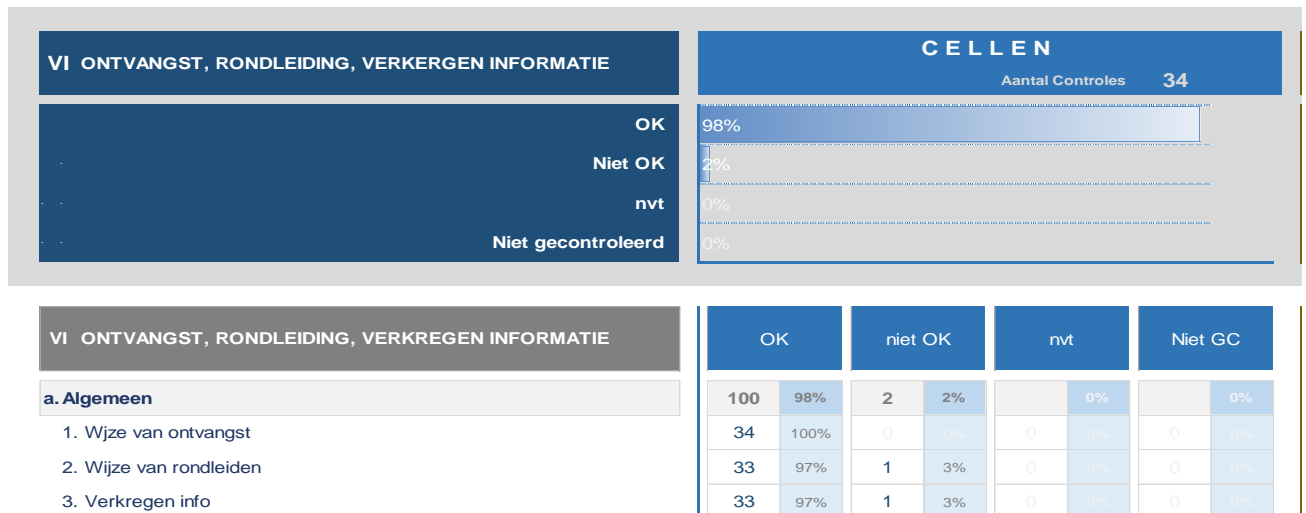 VI ONTVANGST, RONDLEIDING, VERKERGEN INFORMATIE
CELLEN
Aantal Controles 34
OK 98%
Niet OK 2%
nvt 0%
Niet gecontroleerd 0%
VI ONTVANGST, RONDLEIDING, VERKREGEN INFORMATIE OK niet OK nvt Niet GC
a. Algemeen 100 98% 2 2% 0% 0%
1. Wjze van ontvangst 34 100% 0 0% 0 0% 0 0%
2. Wijze van rondleiden 33 97% 1 3% 0 0% 0 0%
3. Verkregen info 33 97% 1 3% 0 0% 0 0%